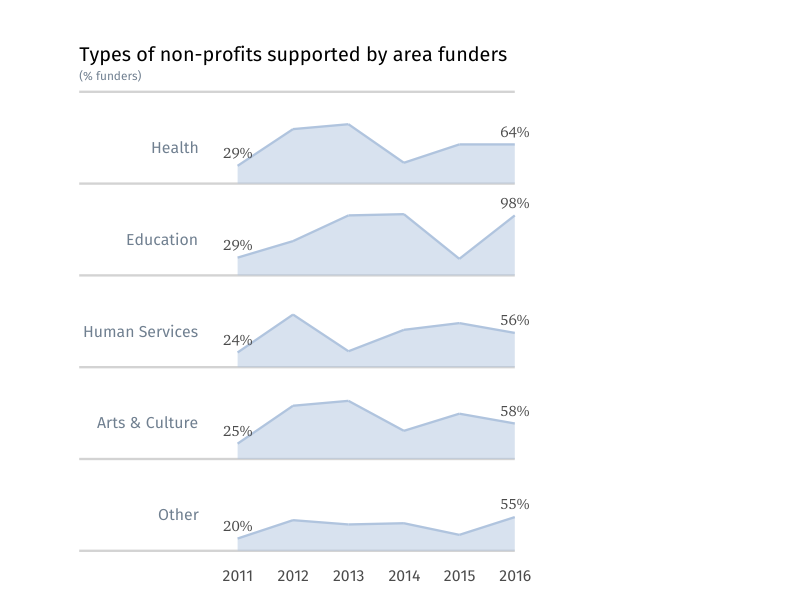 Types of non-profits supported by area funders
(% funders)
Health 29% 64%
Education 29% 98%
Human Services 24% 56%
Arts & Culture 25% 58%
Other 20% 55%
2011 2012 2013 2014 2015 2016